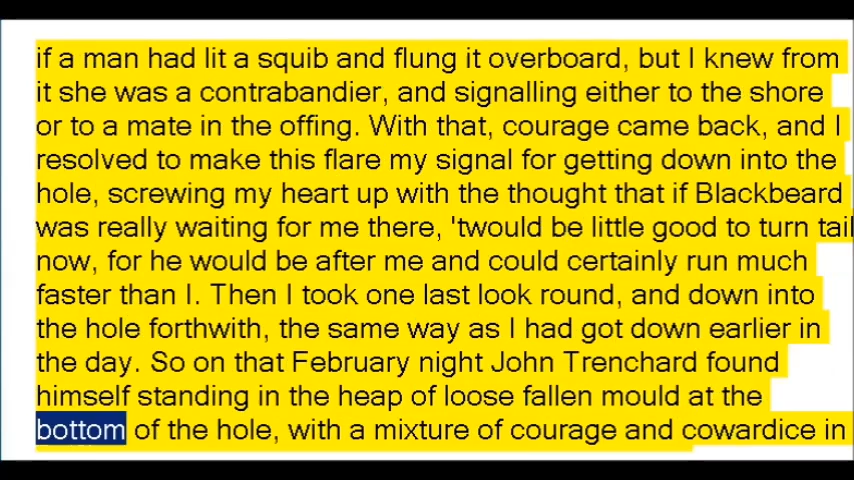 if a man had lit a squib and flung it overboard, but I knew from
it she was a contrabandier, and signalling either to the shore
or to a mate in the offing. With that, courage came back, and I
resolved to make this flare my signal for getting down into the
hole, screwing my heart up with the thought that if Blackbeard
was really waiting for me there, 'twould be little good to turn tail
now, for he would be after me and could certainly run much
faster than I. Then I took one last look round, and down into
the hole forthwith, the same way as I had got down earlier in
the day. So on that February night John Trenchard found
himself standing in the heap of loose fallen mould at the
bottom of the hole, with a mixture of courage and cowardice in